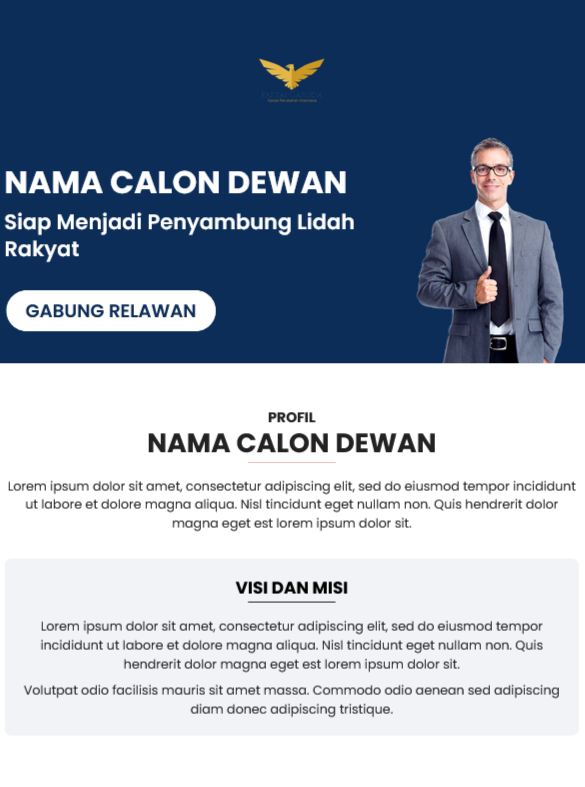 NAMA CALON DEWAN
Siap Menjadi Penyambung Lidah
Rakyat
GABUNG RELAWAN
PROFIL
NAMA CALON DEWAN
Lorem ipsum dolor sit amet, consectetur adipiscing elit, sed do eiusmod tempor incididunt
ut labore et dolore magna aliqua. Nisl tincidunt eget nullam non. Quis hendrerit dolor
magna eget est lorem ipsum dolor sit.
VISI DAN MISI
Lorem ipsum dolor sit amet, consectetur adipiscing elit, sed do eiusmod tempor
incididunt ut labore et dolore magna aliqua. Nisl tincidunt eget nullam non. Quis
hendrerit dolor magna eget est lorem ipsum dolor sit.
Volutpat odio facilisis mauris sit amet massa. Commodo odio aenean sed adipiscing
diam donec adipiscing tristique.